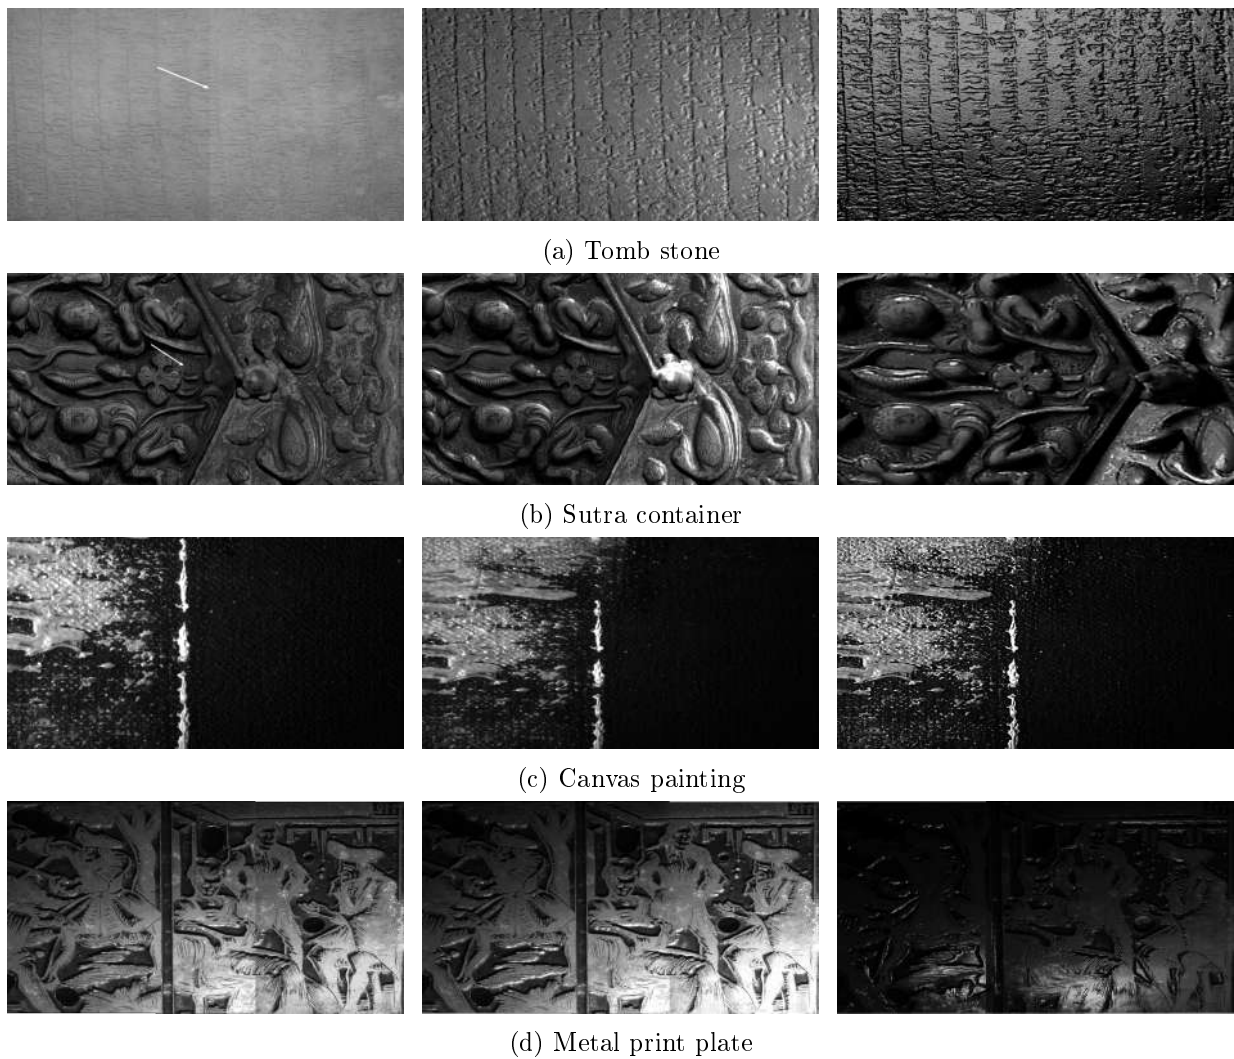 (a) Tomb stone
(b) Sutra container
(c) Canvas painting
(d) Metal print plate